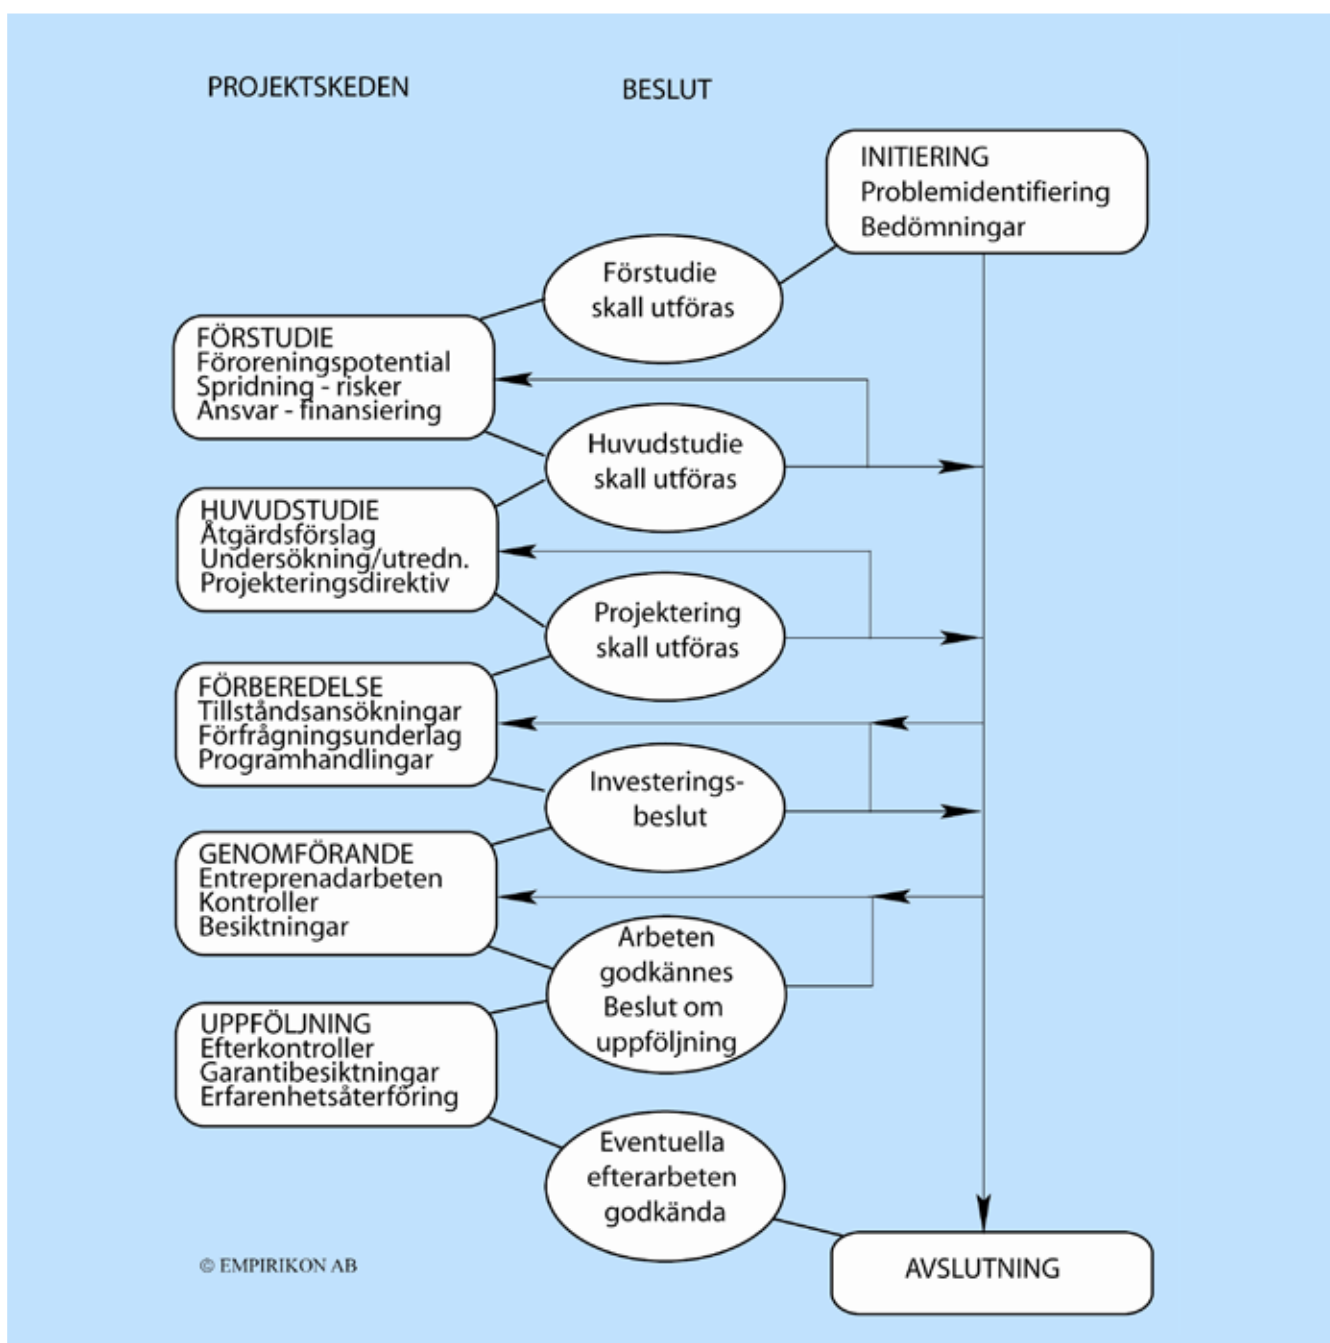 PROJEKTSKEDEN
BESLUT
INITIERING
Problemidentifiering
Bedömningar
Förstudie
skall utföras
FÖRSTUDIE
Föroreningspotential
Spridning - risker
Ansvar - finansiering
Huvudstudie
skall utföras
HUVUDSTUDIE
Åtgärdsförslag
Undersökning/utredn.
Projekteringsdirektiv
Projektering
skall utföras
FÖRBEREDELSE
Tillståndsansökningar
Förfrågningsunderlag
Programhandlingar
Investerings-
beslut
GENOMFÖRANDE
Entreprenadarbeten
Kontroller
Besiktningar
Arbeten
godkännes
Beslut om
uppföljning
UPPFÖLJNING
Efterkontroller
Garantibesiktningar
Erfarenhetsåterföring
Eventuella
efterarbeten
godkända
AVSLUTNING
© EMPIRIKON AB